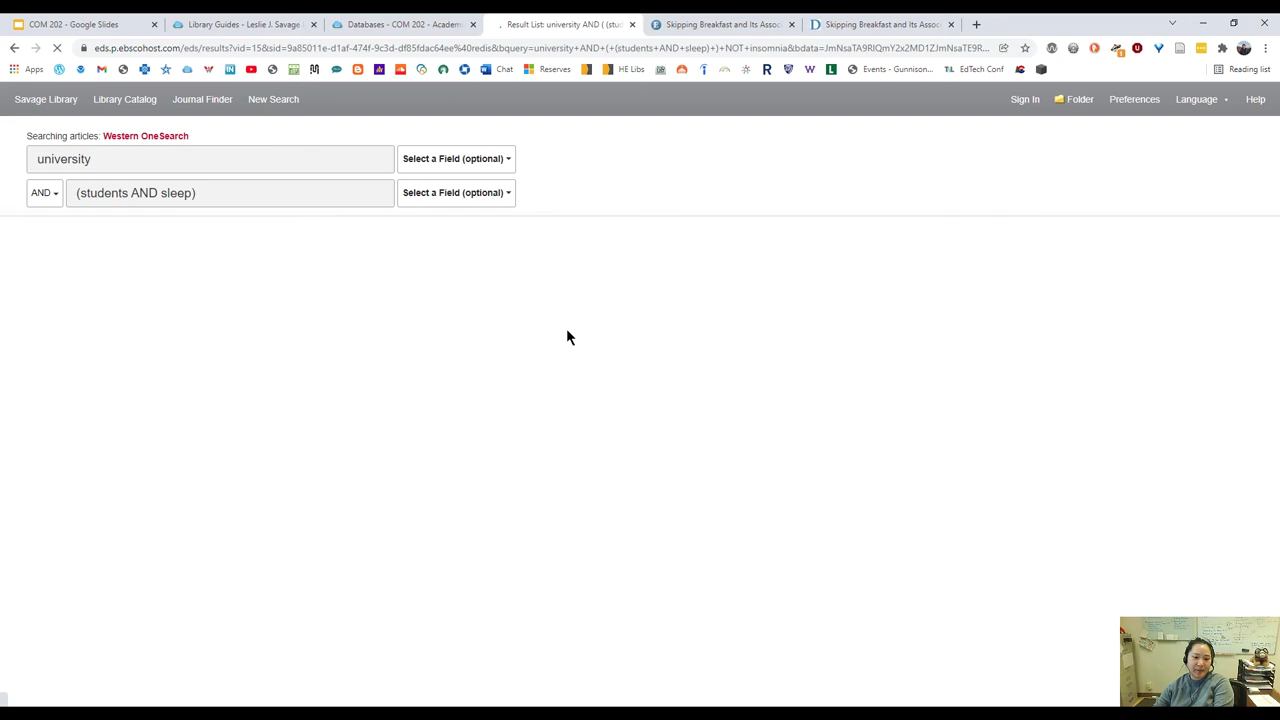 COM 202 - Google Slides
Library Guides - Leslie J. Savage
Databases - COM 202 - Academ
Result List: university AND ( (stud
Skipping Breakfast and Its Assoc
Skipping Breakfast and Its Assoc
eds.p.ebscohost.com/eds/results?vid=15&sid=9a85011e-d1af-474f-9c3d-df85fdac64ee%40redis&bquery=university+AND+(+(students+AND+sleep)+)+NOT+insomnia&bdata=JmNsaTA9RlQmY2x2MD1ZJmNsaTE9R...
Apps
Chat
Reserves
HE Libs
Events - Gunnison...
EdTech Conf
Reading list
Savage Library
Library Catalog
Journal Finder
New Search
Sign In
Folder
Preferences
Language
Help
Searching articles: Western OneSearch
university
Select a Field (optional)
AND
(students AND sleep)
Select a Field (optional)